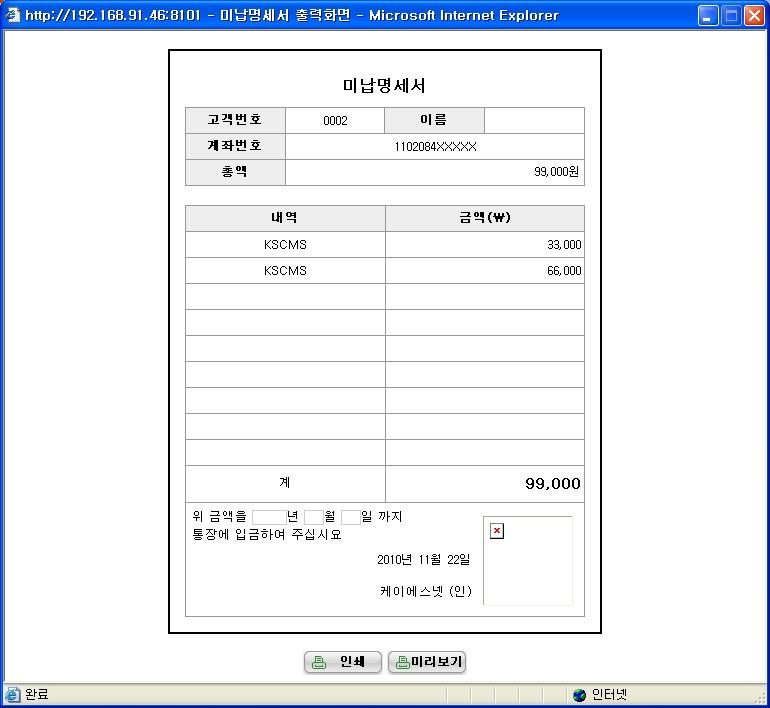 http://192.168.91.46:8101 - 미납명세서 출력화면 - Microsoft Internet Explorer
미납명세서
고객번호 0002 이름
계좌번호 1102084XXXXX
총액 99,000원
내역 금액(₩)
KSCMS 33,000
KSCMS 66,000
계 99,000
위 금액을 년 월 일 까지
통장에 입금하여 주십시요
2010년 11월 22일
케이에스넷 (인)
인쇄 미리보기
완료 인터넷